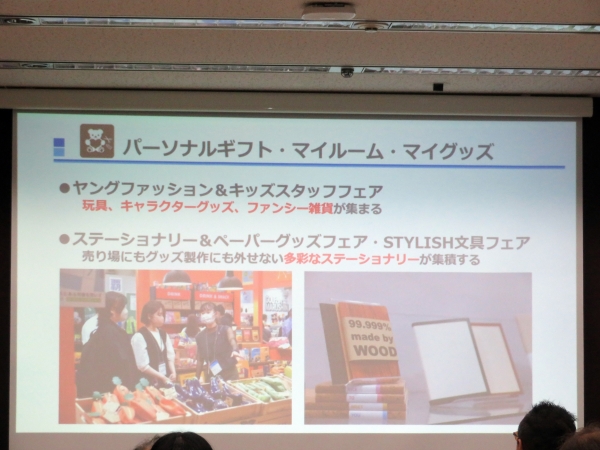 パーソナルギフト・マイルーム・マイグッズ
●ヤングファッション＆キッズスタッフフェア
玩具、キャラクターグッズ、ファンシー雑貨が集まる
●ステーショナリー＆ペーパーグッズフェア・STYLISH文具フェア
売り場にもグッズ製作にも外せない多彩なステーショナリーが集積する
99.999%
made by
WOOD